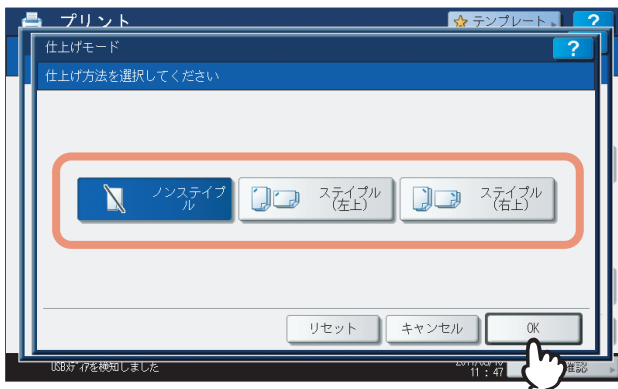 プリント
テンプレート
?
仕上げモード
?
仕上げ方法を選択してください
ノンステイプ
ル
ステイプル
(左上)
ステイプル
(右上)
リセット
キャンセル
OK
USBﾒﾃﾞｨｱを検知しました
11 : 47